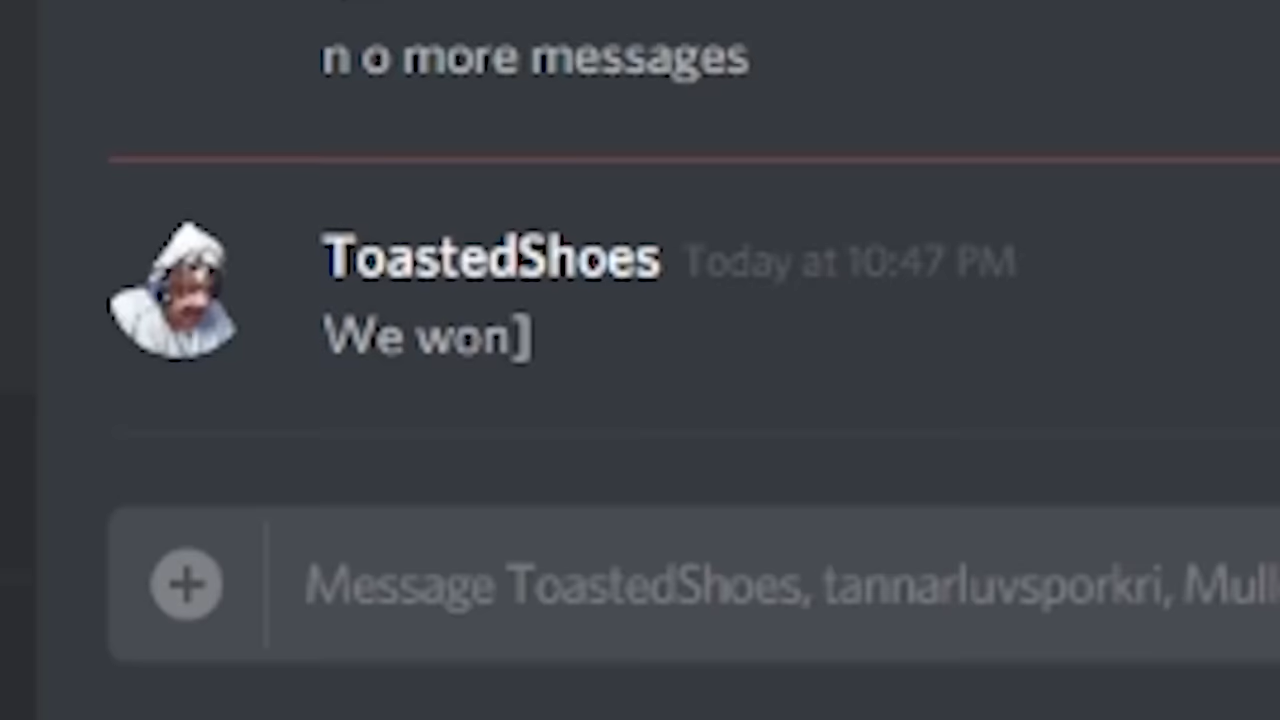 n o more messages
ToastedShoes Today at 10:47 PM
We won]
Message ToastedShoes, tannarluvsporkri, Mull